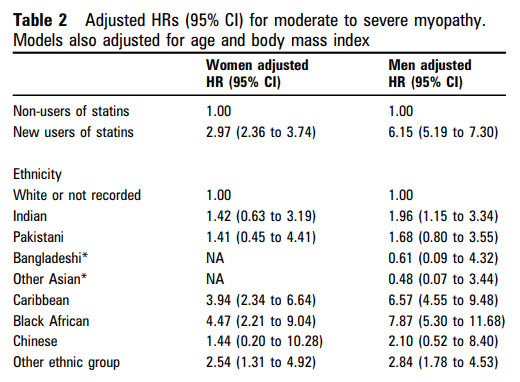 Table 2 Adjusted HRs (95% CI) for moderate to severe myopathy.
Models also adjusted for age and body mass index
Women adjusted HR (95% CI) Men adjusted HR (95% CI)
Non-users of statins 1.00 1.00
New users of statins 2.97 (2.36 to 3.74) 6.15 (5.19 to 7.30)
Ethnicity
White or not recorded 1.00 1.00
Indian 1.42 (0.63 to 3.19) 1.96 (1.15 to 3.34)
Pakistani 1.41 (0.45 to 4.41) 1.68 (0.80 to 3.55)
Bangladeshi* NA 0.61 (0.09 to 4.32)
Other Asian* NA 0.48 (0.07 to 3.44)
Caribbean 3.94 (2.34 to 6.64) 6.57 (4.55 to 9.48)
Black African 4.47 (2.21 to 9.04) 7.87 (5.30 to 11.68)
Chinese 1.44 (0.20 to 10.28) 2.10 (0.52 to 8.40)
Other ethnic group 2.54 (1.31 to 4.92) 2.84 (1.78 to 4.53)